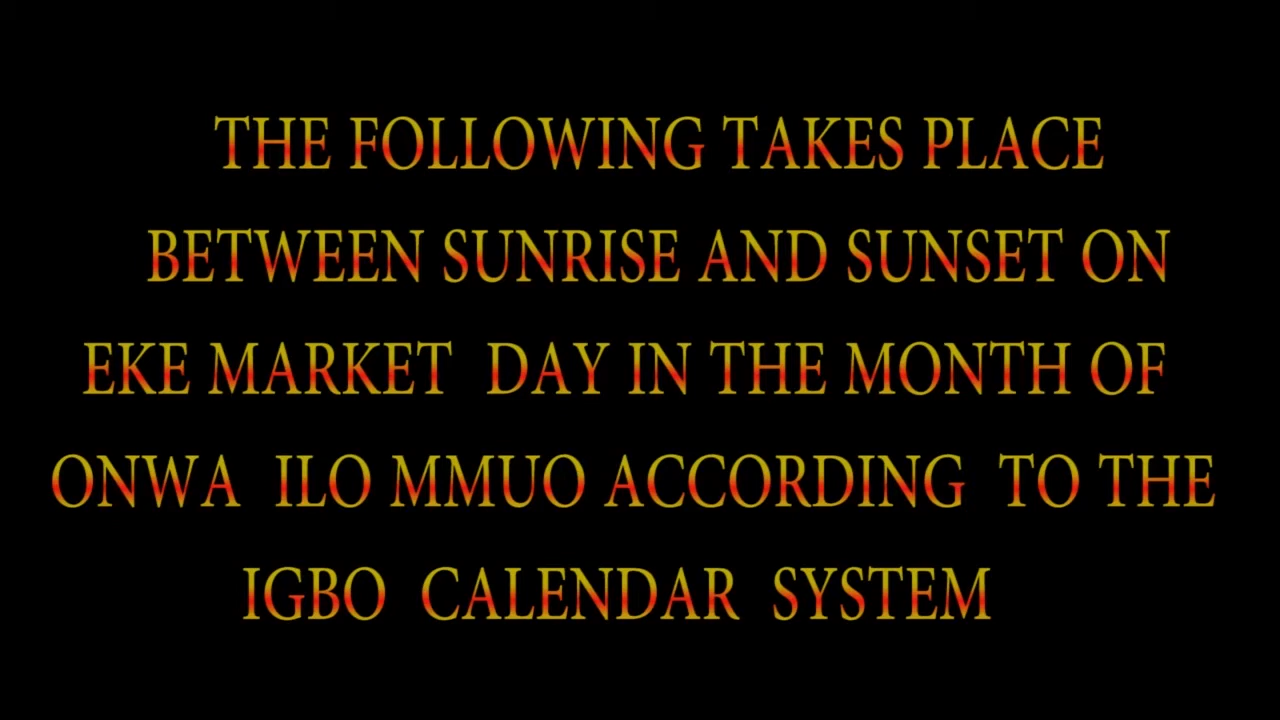 THE FOLLOWING TAKES PLACE
BETWEEN SUNRISE AND SUNSET ON
EKE MARKET DAY IN THE MONTH OF
ONWA ILO MMUO ACCORDING TO THE
IGBO CALENDAR SYSTEM